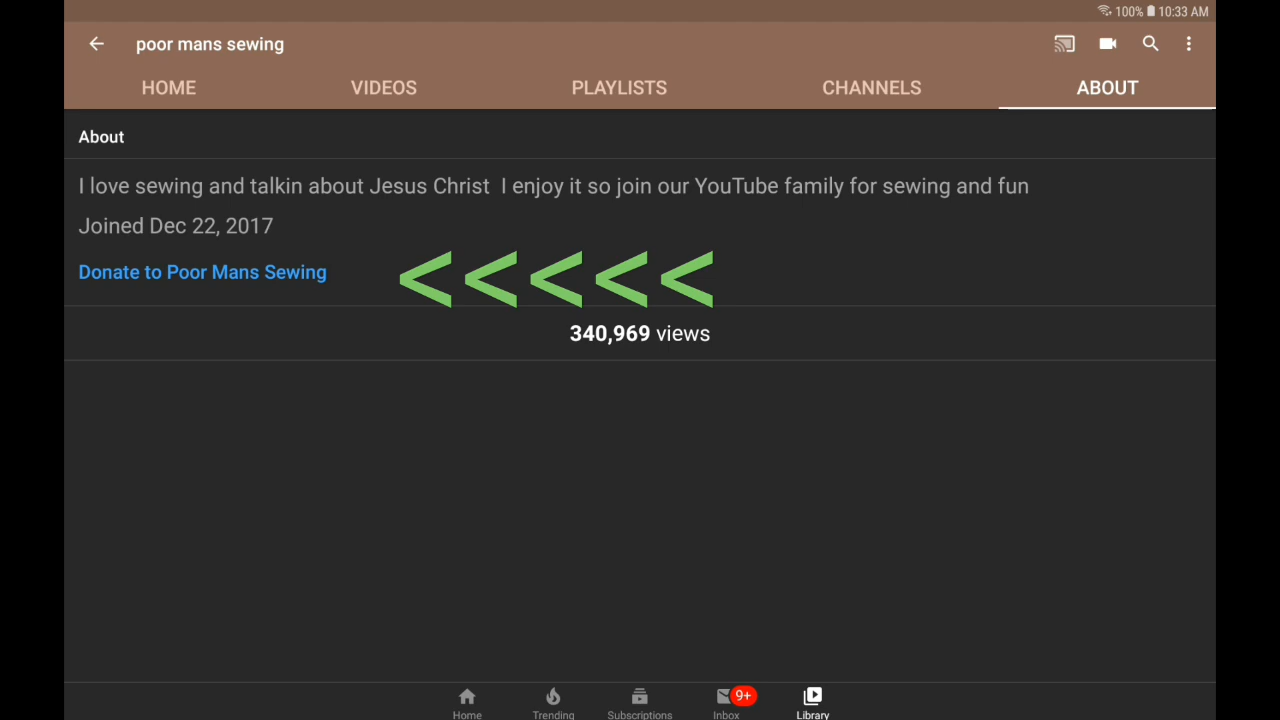 100% 10:33 AM
poor mans sewing
HOME VIDEOS PLAYLISTS CHANNELS ABOUT
About
I love sewing and talkin about Jesus Christ  I enjoy it so join our YouTube family for sewing and fun
Joined Dec 22, 2017
Donate to Poor Mans Sewing <<<<<
340,969 views
9+
Home Trending Subscriptions Inbox Library